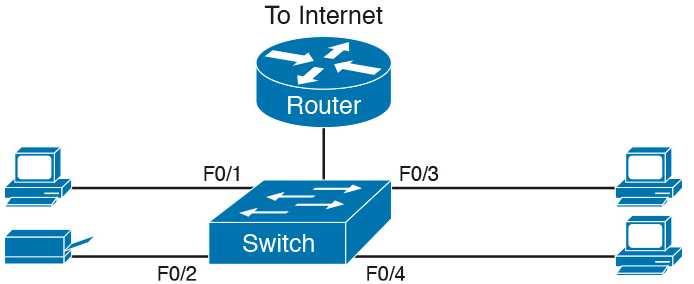 To Internet
Router
F0/1
F0/3
Switch
F0/2
F0/4